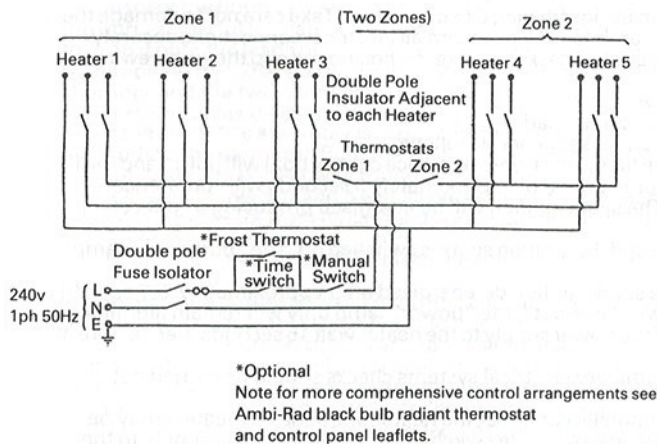 Zone 1 (Two Zones) Zone 2
Heater 1 Heater 2 Heater 3 Heater 4 Heater 5
Double Pole
Insulator Adjacent
to each Heater
Thermostats
Zone 1 Zone 2
*Frost Thermostat
Double pole
Fuse Isolator
*Time
switch
*Manual
Switch
240v
1ph 50Hz
L
N
E
*Optional
Note for more comprehensive control arrangements see
Ambi-Rad black bulb radiant thermostat
and control panel leaflets.